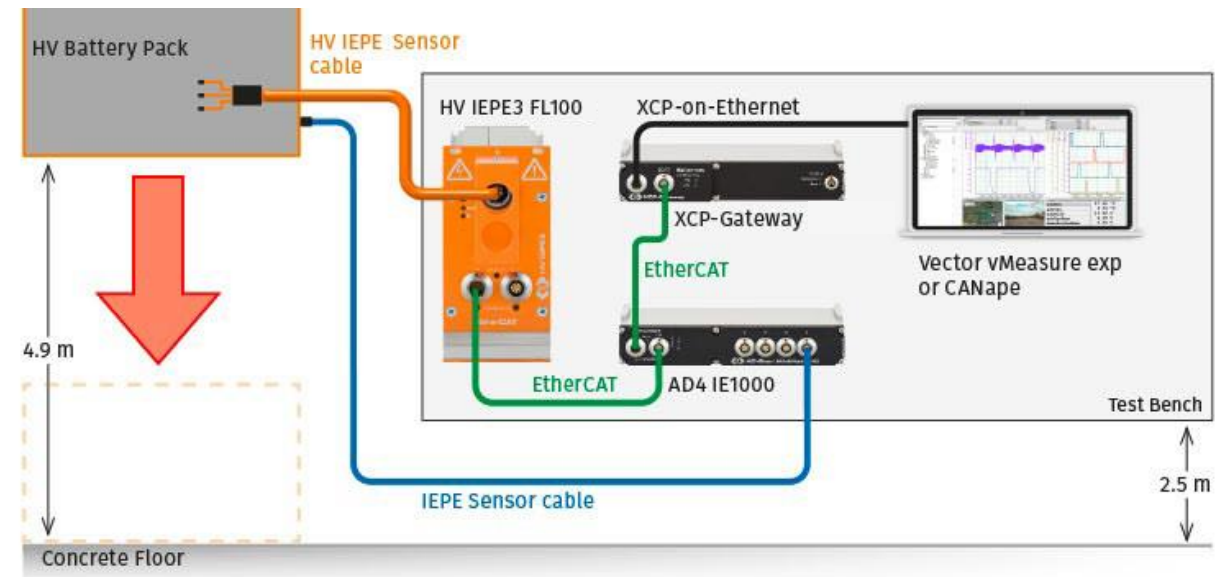 HV Battery Pack
HV IEPE Sensor
cable
HV IEPE3 FL100
XCP-on-Ethernet
XCP-Gateway
EtherCAT
Vector vMeasure exp
or CANape
4.9 m
EtherCAT
AD4 IE1000
Test Bench
2.5 m
IEPE Sensor cable
Concrete Floor